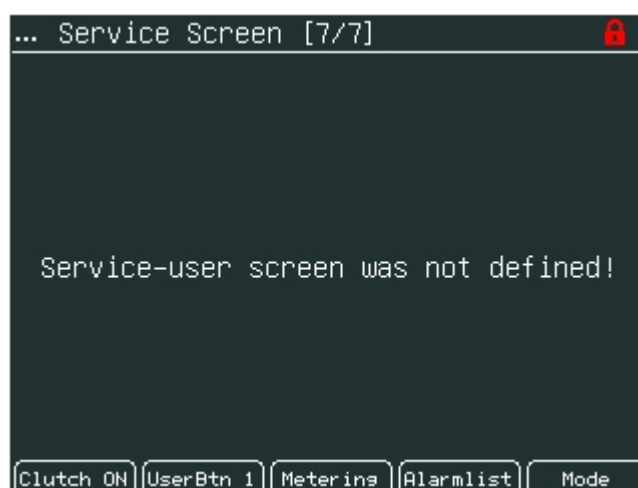 ... Service Screen [7/7]
Service-user screen was not defined!
Clutch ON UserBtn 1 Metering Alarmlist Mode